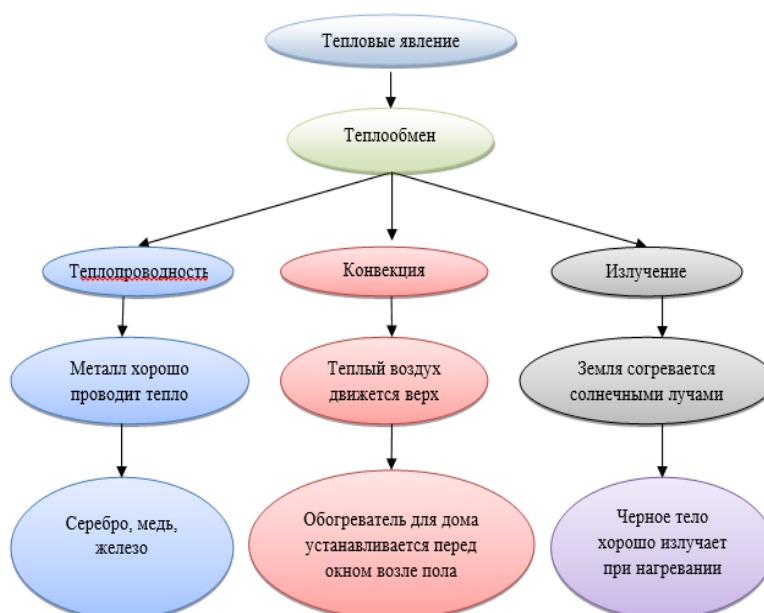 Тепловые явление
Теплообмен
Теплопроводность
Конвекция
Излучение
Металл хорошо
проводит тепло
Теплый воздух
движется верх
Земля согревается
солнечными лучами
Серебро, медь,
железо
Обогреватель для дома
устанавливается перед
окном возле пола
Черное тело
хорошо излучает
при нагревании